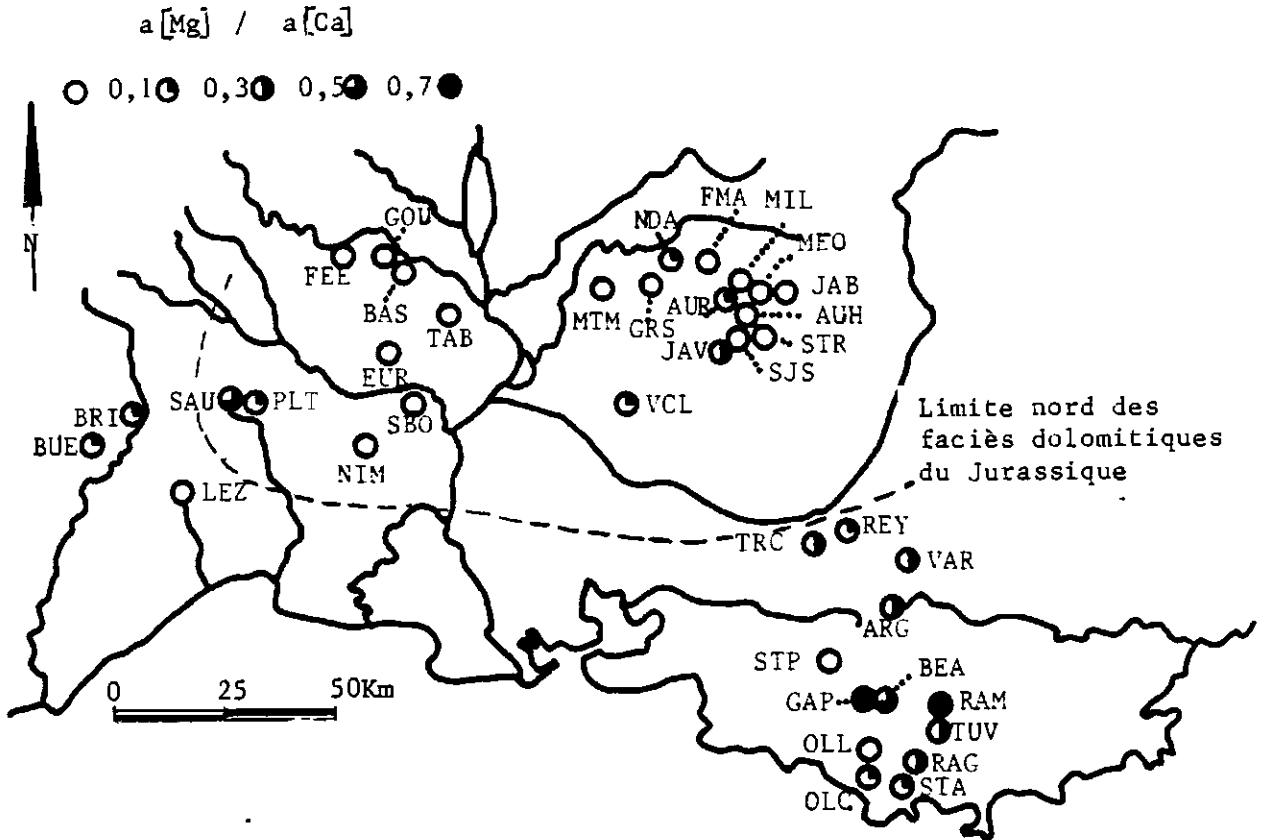 a[Mg] / a[Ca]
0,1 0,3 0,5 0,7
N
FMA MIL
GOU NDA MEO
FEE JAB
BAS MTM GRS AUR AUH
TAB JAV STR
EUR SJS
SAU PLT SBO VCL
BRI
BUE NIM
LEZ
Limite nord des
faciès dolomitiques
du Jurassique
TRC REY
VAR
ARG
STP BEA
0 25 50Km
GAP RAM
TUV
OLL RAG
OLC STA